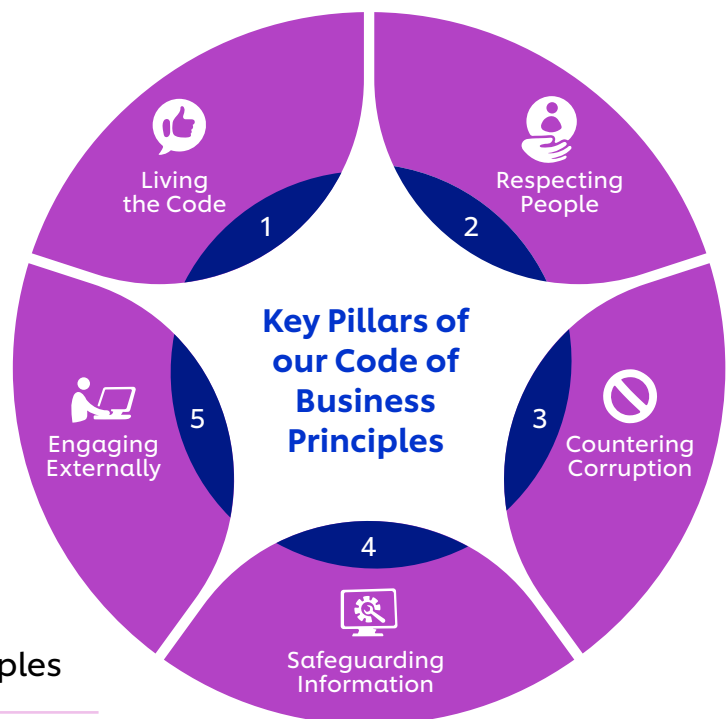 Living
the Code
1
Respecting
People
2
Key Pillars of
our Code of
Business
Principles
3
Countering
Corruption
4
Safeguarding
Information
5
Engaging
Externally
ples